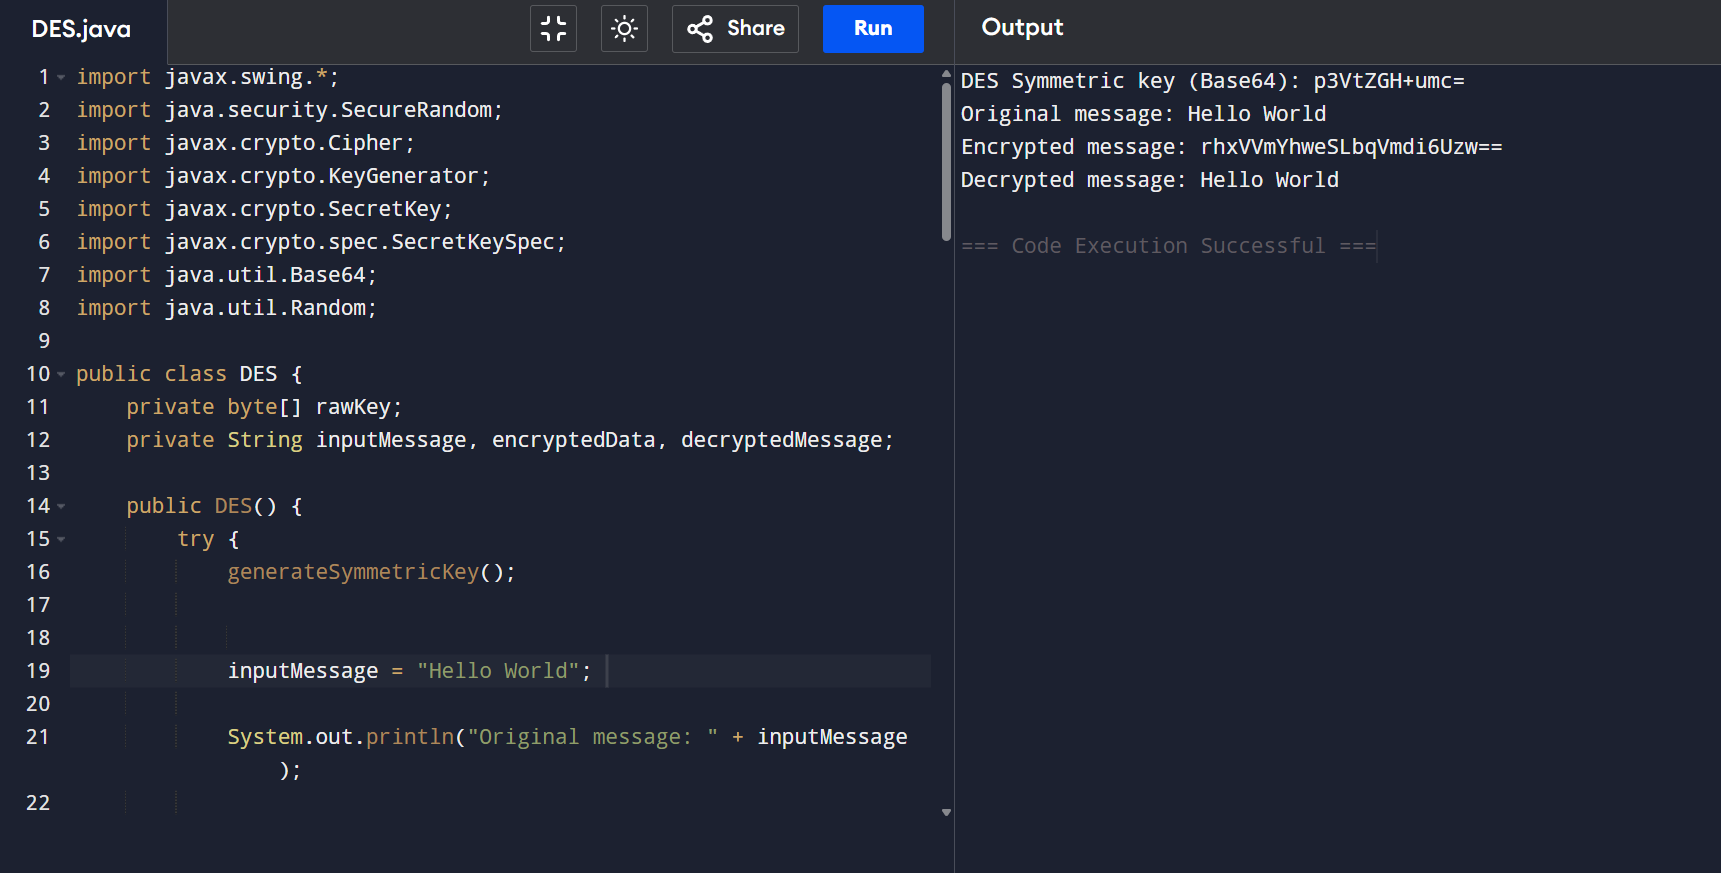 DES.java
Share
Run
Output
1 import javax.swing.*;
2 import java.security.SecureRandom;
3 import javax.crypto.Cipher;
4 import javax.crypto.KeyGenerator;
5 import javax.crypto.SecretKey;
6 import javax.crypto.spec.SecretKeySpec;
7 import java.util.Base64;
8 import java.util.Random;
9
10 public class DES {
11     private byte[] rawKey;
12     private String inputMessage, encryptedData, decryptedMessage;
13
14     public DES() {
15         try {
16             generateSymmetricKey();
17
18
19             inputMessage = "Hello World";
20
21             System.out.println("Original message: " + inputMessage
                );
22
DES Symmetric key (Base64): p3VtZGH+umc=
Original message: Hello World
Encrypted message: rhxVVmYhweSLbqVmdi6Uzw==
Decrypted message: Hello World
=== Code Execution Successful ===